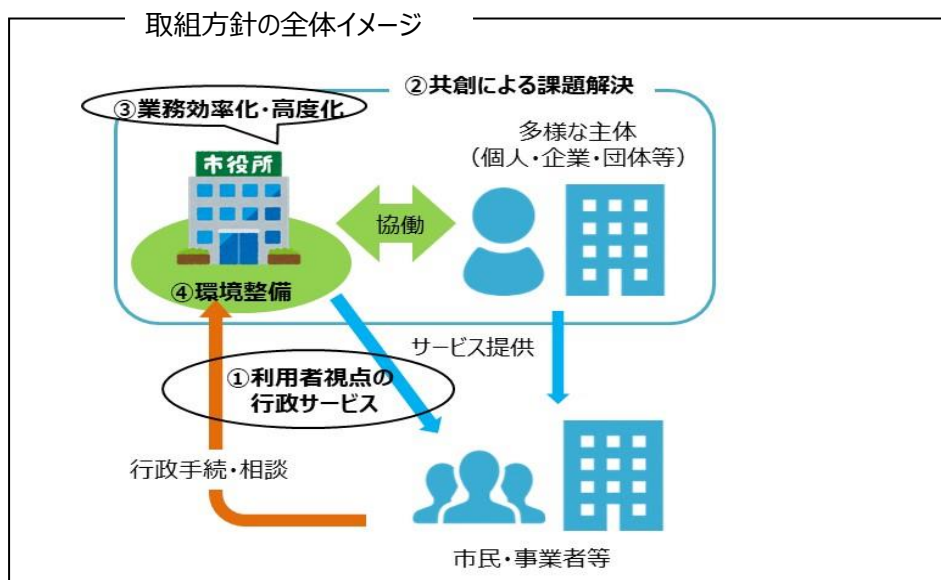 取組方針の全体イメージ
②共創による課題解決
③業務効率化・高度化
多様な主体
（個人・企業・団体等）
市役所
協働
④環境整備
サービス提供
①利用者視点の
行政サービス
行政手続・相談
市民・事業者等